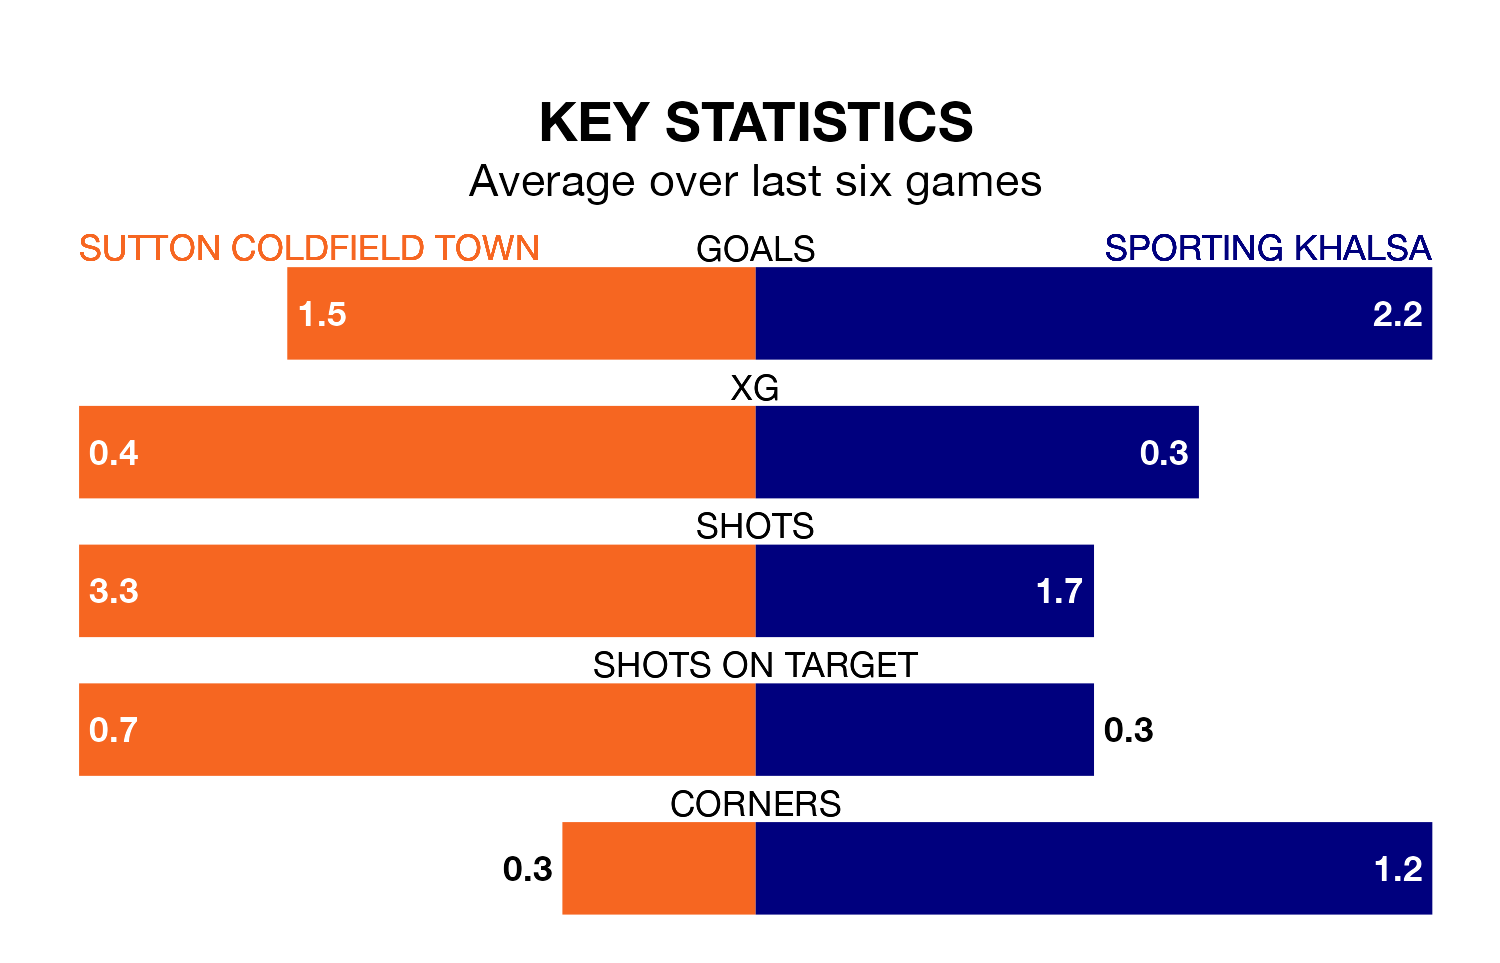 KEY STATISTICS
Average over last six games
SUTTON COLDFIELD TOWN GOALS SPORTING KHALSA
1.5 2.2
XG
0.4 0.3
SHOTS
3.3 1.7
SHOTS ON TARGET
0.7 0.3
CORNERS
0.3 1.2